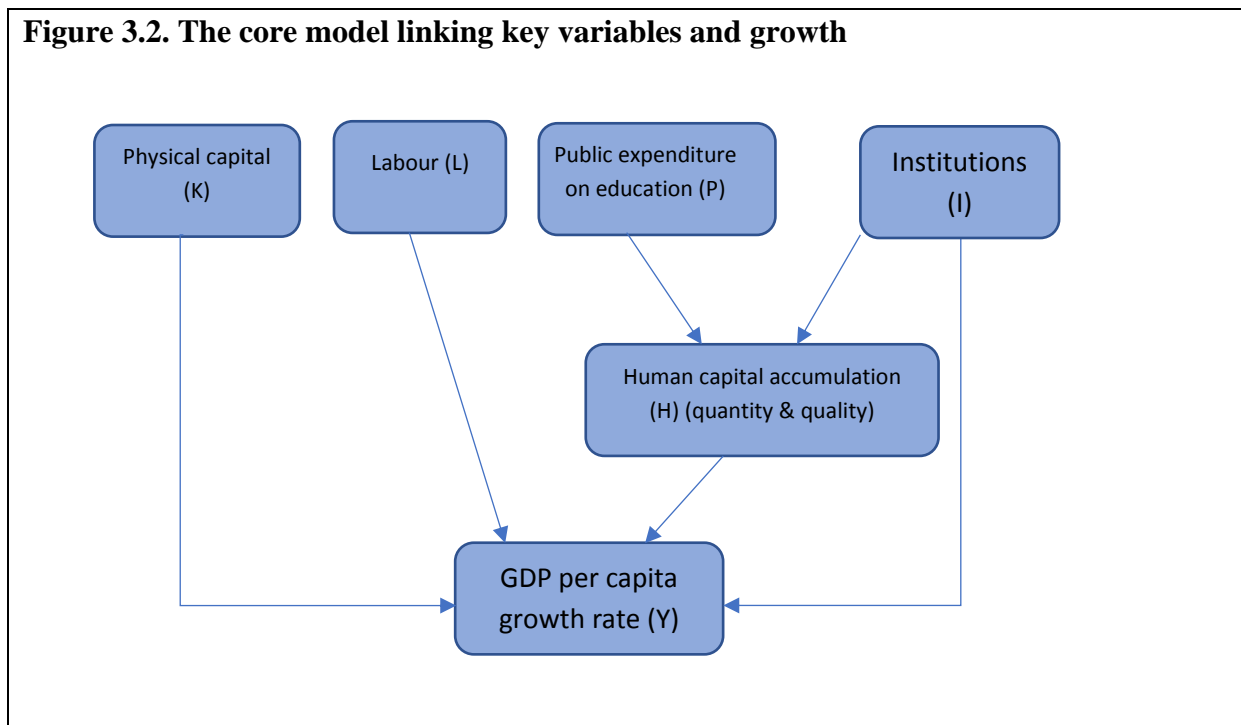 Figure 3.2. The core model linking key variables and growth
Physical capital
(K)
Labour (L)
Public expenditure
on education (P)
Institutions
(I)
Human capital accumulation
(H) (quantity & quality)
GDP per capita
growth rate (Y)